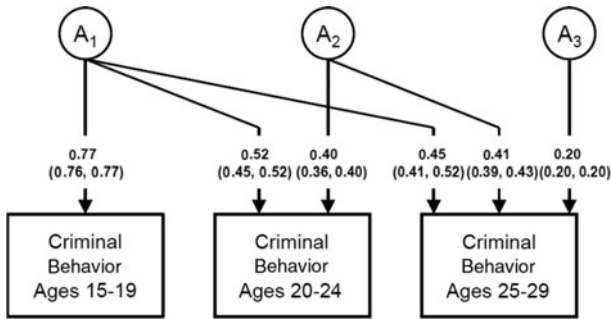 A1 A2 A3
0.77 0.52 0.40 0.45 0.41 0.20
(0.76, 0.77) (0.45, 0.52) (0.36, 0.40) (0.41, 0.52) (0.39, 0.43) (0.20, 0.20)
Criminal
Behavior
Ages 15-19
Criminal
Behavior
Ages 20-24
Criminal
Behavior
Ages 25-29